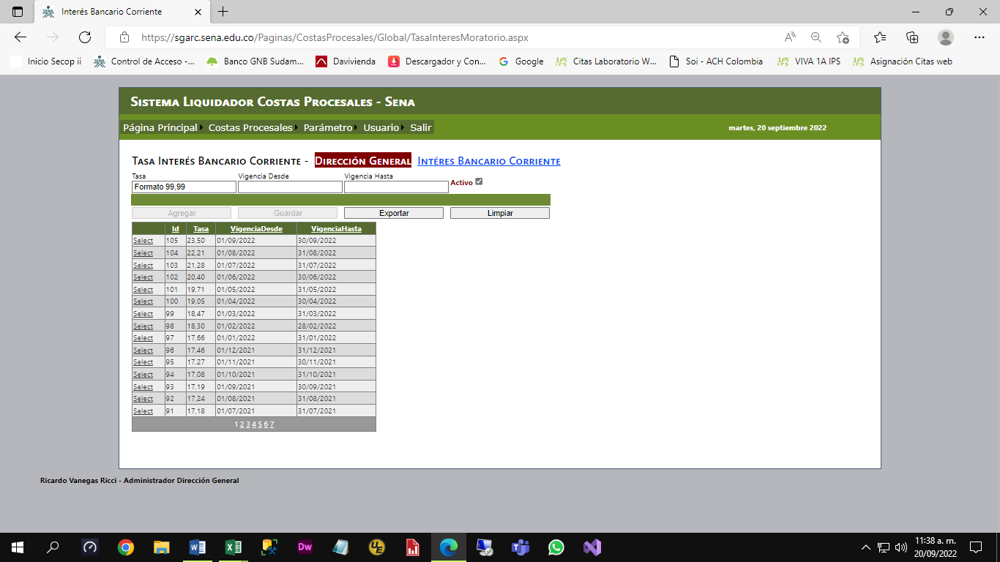 Interés Bancario Corriente
https://sgarc.sena.edu.co/Paginas/CostasProcesales/Global/TasaInteresMoratorio.aspx
Inicio Secop ii SENA Control de Acceso -... Banco GNB Sudam... Davivienda Descargador y Con... Google Citas Laboratorio W... Soi - ACH Colombia VIVA 1A IPS Asignación Citas web
Sistema Liquidador Costas Procesales - Sena
Página Principal Costas Procesales Parámetro Usuario Salir martes, 20 septiembre 2022
Tasa Interés Bancario Corriente - Dirección General Intéres Bancario Corriente
Tasa Vigencia Desde Vigencia Hasta
Formato 99,99 Activo
Agregar Guardar Exportar Limpiar
Id Tasa VigenciaDesde VigenciaHasta
Select 105 23,50 01/09/2022 30/09/2022
Select 104 22,21 01/08/2022 31/08/2022
Select 103 21,28 01/07/2022 31/07/2022
Select 102 20,40 01/06/2022 30/06/2022
Select 101 19,71 01/05/2022 31/05/2022
Select 100 19,05 01/04/2022 30/04/2022
Select 99 18,47 01/03/2022 31/03/2022
Select 98 18,30 01/02/2022 28/02/2022
Select 97 17,66 01/01/2022 31/01/2022
Select 96 17,46 01/12/2021 31/12/2021
Select 95 17,27 01/11/2021 30/11/2021
Select 94 17,08 01/10/2021 31/10/2021
Select 93 17,19 01/09/2021 30/09/2021
Select 92 17,24 01/08/2021 31/08/2021
Select 91 17,18 01/07/2021 31/07/2021
1 2 3 4 5 6 7
Ricardo Vanegas Ricci - Administrador Dirección General
Dw UE
11:38 a. m.
20/09/2022